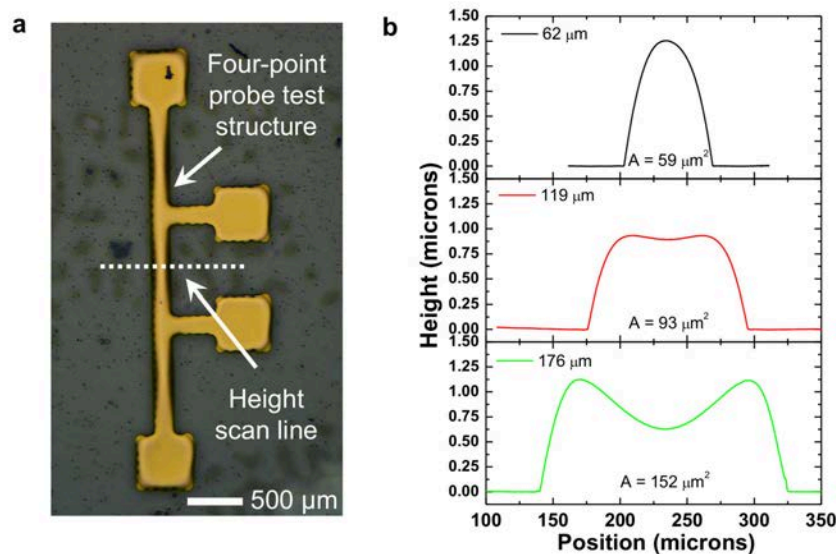 a
Four-point
probe test
structure
Height
scan line
500 μm
b
Height (microns)
1.50
1.25
1.00
0.75
0.50
0.25
0.00
62 μm
A = 59 μm²
1.50
1.25
1.00
0.75
0.50
0.25
0.00
119 μm
A = 93 μm²
1.50
1.25
1.00
0.75
0.50
0.25
0.00
176 μm
A = 152 μm²
100 150 200 250 300 350
Position (microns)